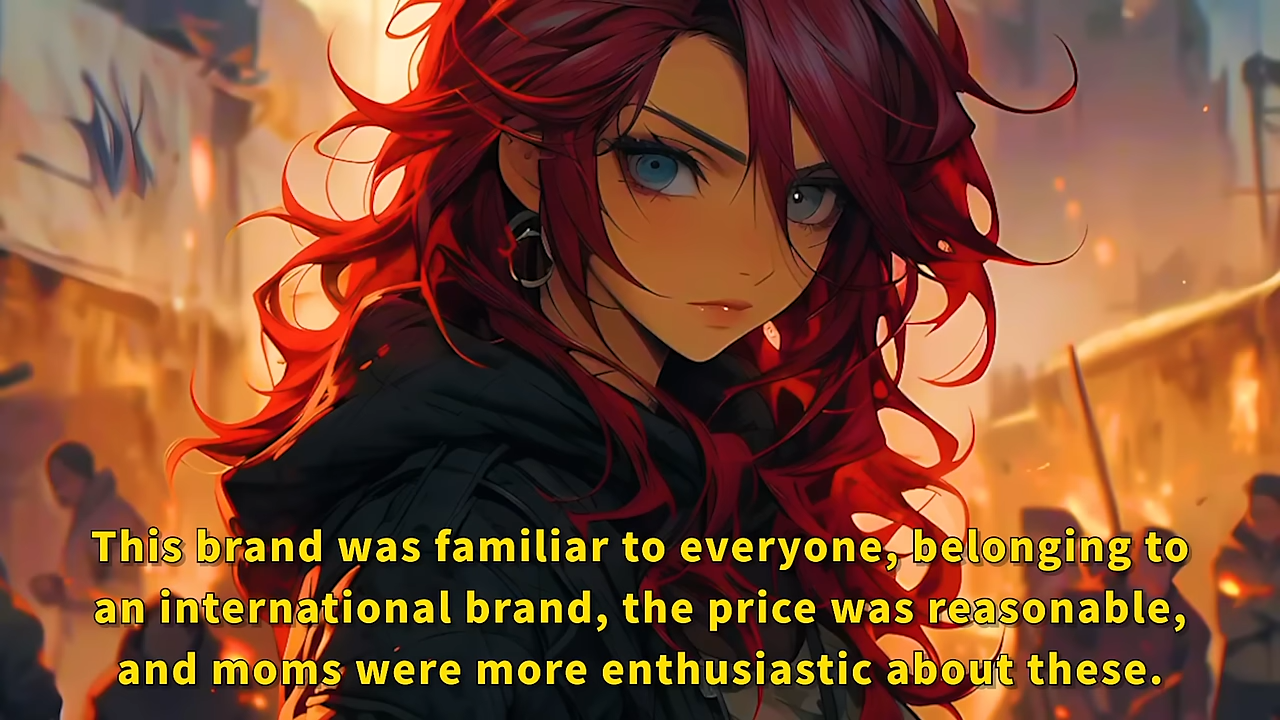 This brand was familiar to everyone, belonging to
an international brand, the price was reasonable,
and moms were more enthusiastic about these.